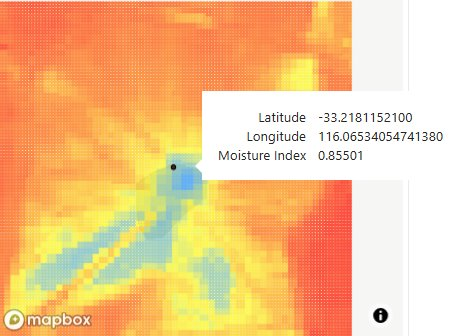 Latitude -33.2181152100
Longitude 116.06534054741380
Moisture Index 0.85501
mapbox
i